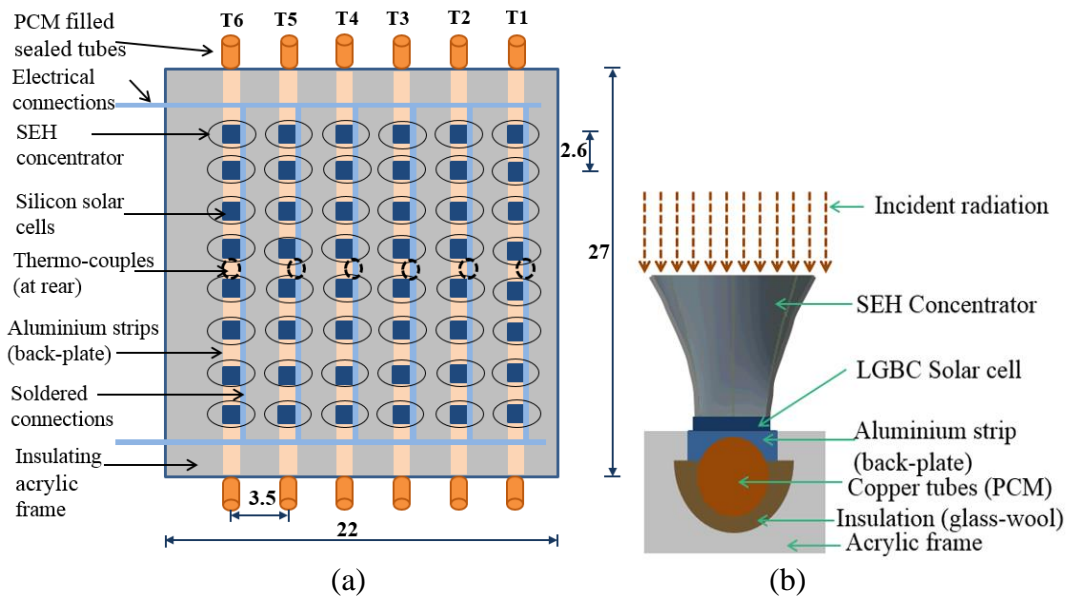 PCM filled
sealed tubes
Electrical
connections
SEH
concentrator
Silicon solar
cells
Thermo-couples
(at rear)
Aluminium strips
(back-plate)
Soldered
connections
Insulating
acrylic
frame
T6 T5 T4 T3 T2 T1
2.6
27
3.5
22
(a)
Incident radiation
SEH Concentrator
LGBC Solar cell
Aluminium strip
(back-plate)
Copper tubes (PCM)
Insulation (glass-wool)
Acrylic frame
(b)